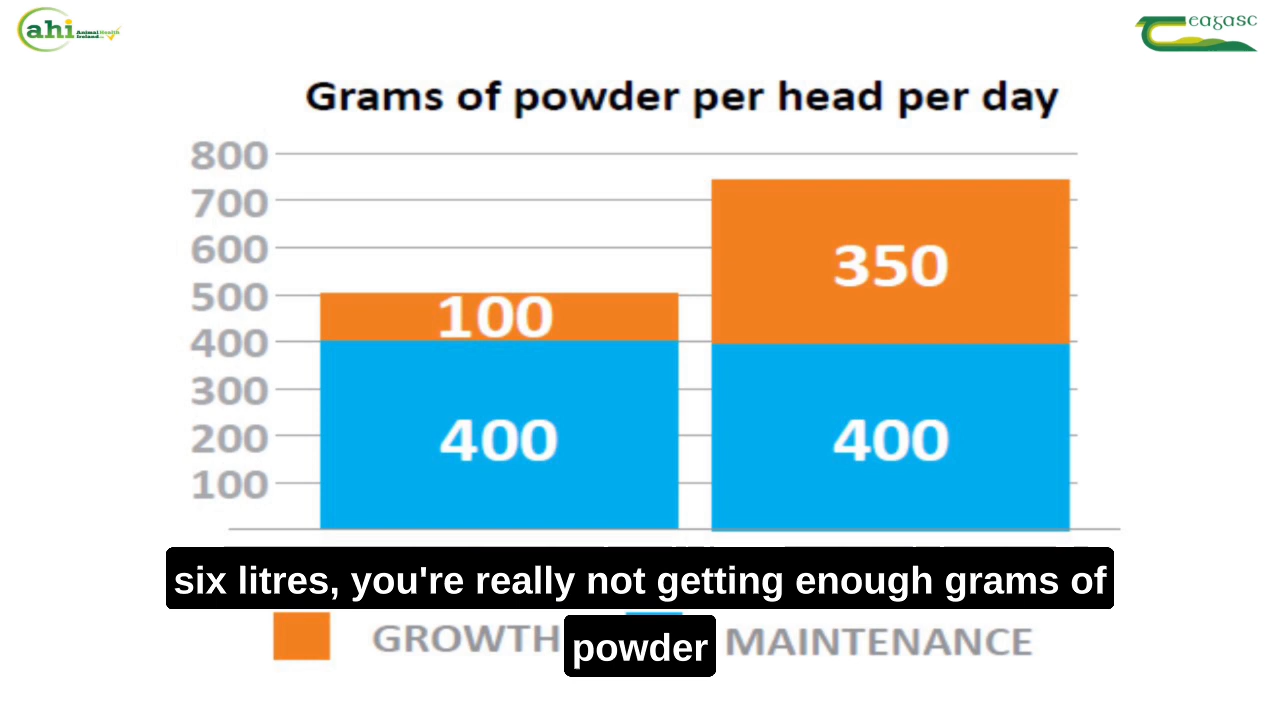 ahi Animal Health Ireland.ie
Teagasc
Grams of powder per head per day
800
700
600
500
400
300
200
100
100
400
350
400
six litres, you're really not getting enough grams of
powder
GROWTH
MAINTENANCE